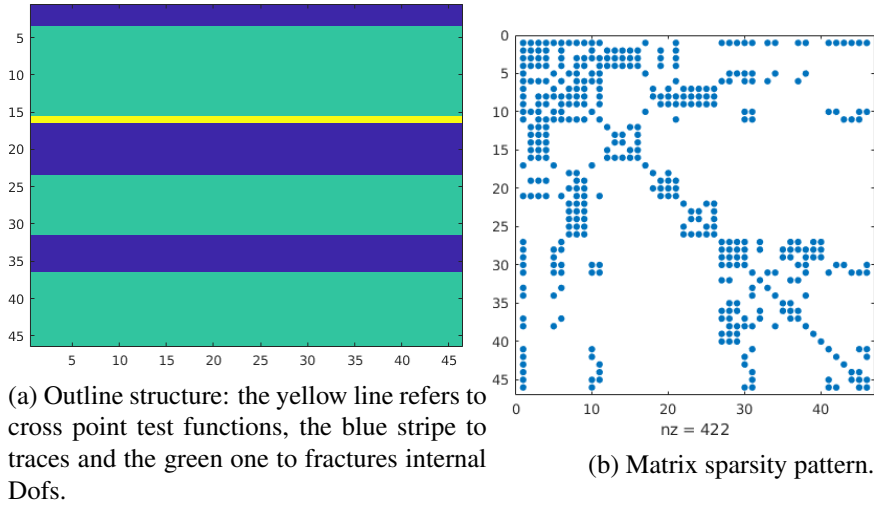 5
10
15
20
25
30
35
40
45
5 10 15 20 25 30 35 40 45
(a) Outline structure: the yellow line refers to
cross point test functions, the blue stripe to
traces and the green one to fractures internal
Dofs.
0
5
10
15
20
25
30
35
40
45
0 10 20 30 40
nz = 422
(b) Matrix sparsity pattern.